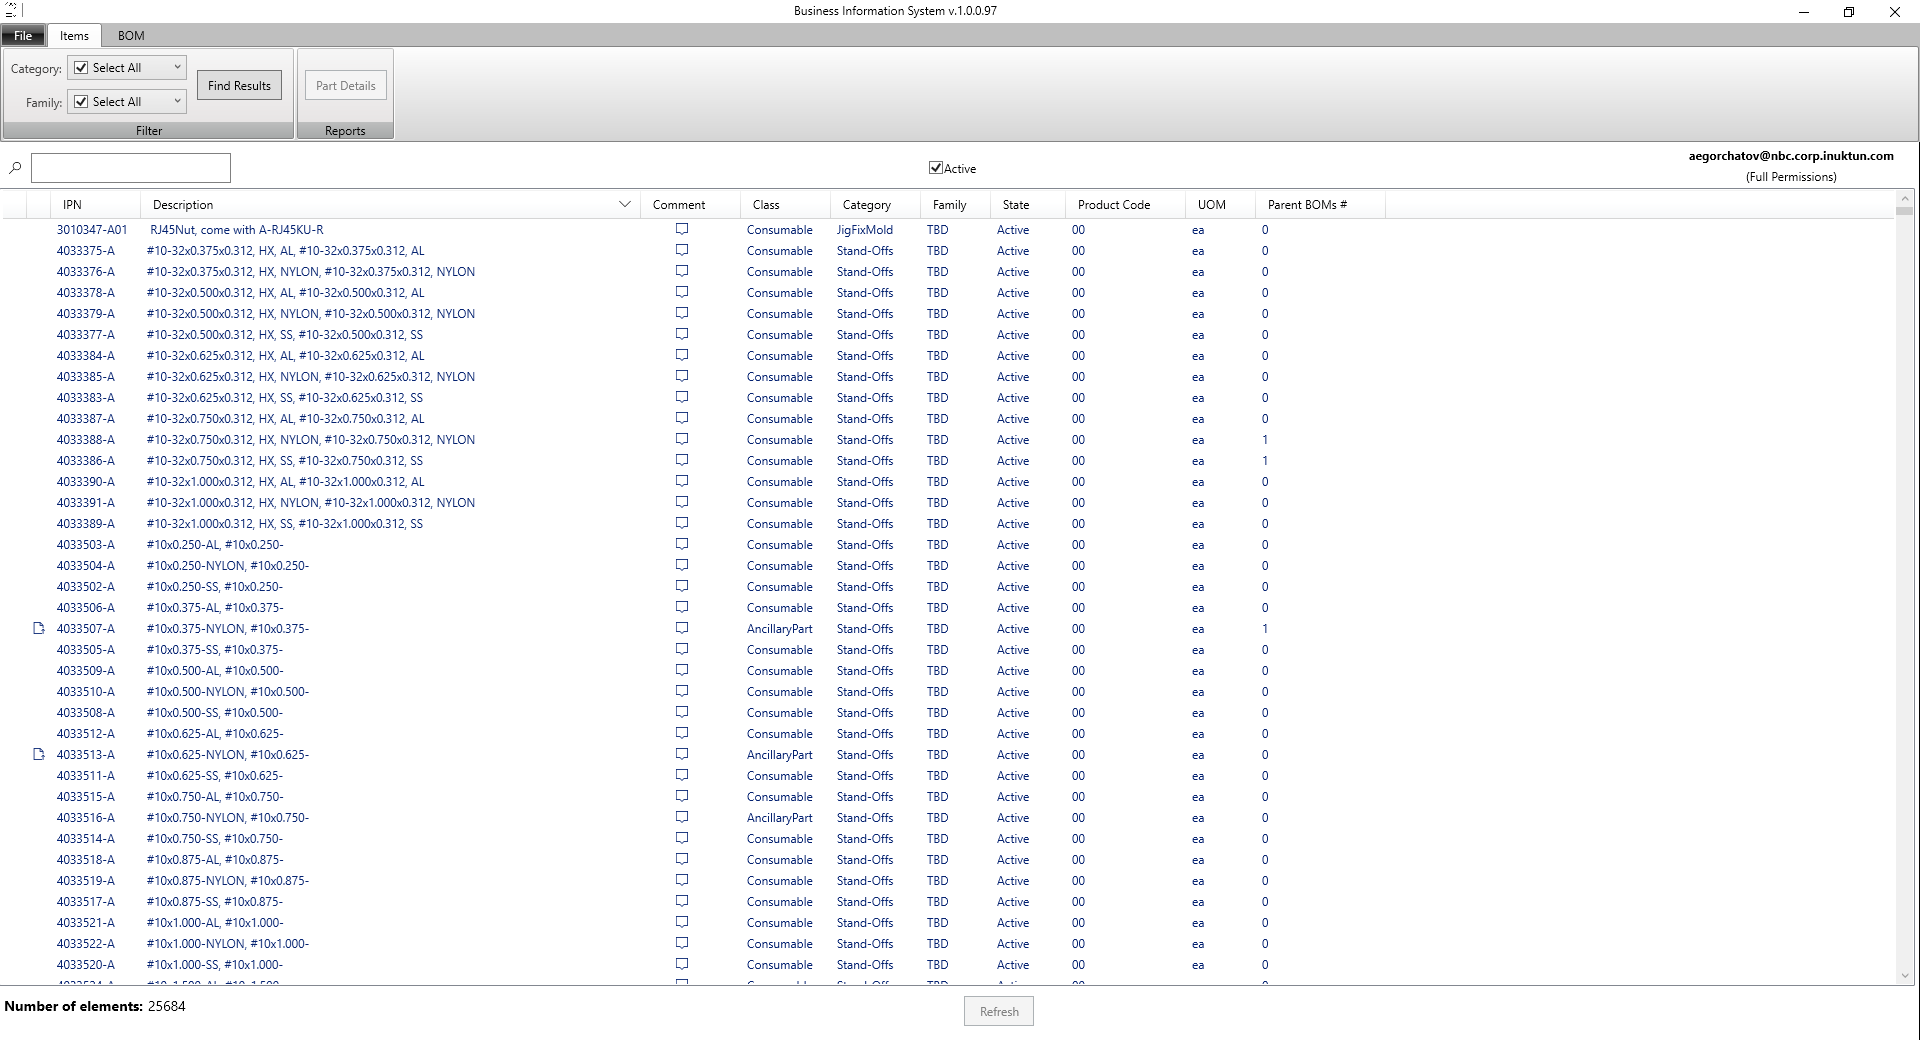 Business Information System v.1.0.0.97
File Items BOM
Category: Select All
Family: Select All
Find Results
Part Details
Filter
Reports
Active
aegorchatov@nbc.corp.inuktun.com
(Full Permissions)
IPN Description Comment Class Category Family State Product Code UOM Parent BOMs #
3010347-A01 RJ45Nut, come with A-RJ45KU-R Consumable JigFixMold TBD Active 00 ea 0
4033375-A #10-32x0.375x0.312, HX, AL, #10-32x0.375x0.312, AL Consumable Stand-Offs TBD Active 00 ea 0
4033376-A #10-32x0.375x0.312, HX, NYLON, #10-32x0.375x0.312, NYLON Consumable Stand-Offs TBD Active 00 ea 0
4033378-A #10-32x0.500x0.312, HX, AL, #10-32x0.500x0.312, AL Consumable Stand-Offs TBD Active 00 ea 0
4033379-A #10-32x0.500x0.312, HX, NYLON, #10-32x0.500x0.312, NYLON Consumable Stand-Offs TBD Active 00 ea 0
4033377-A #10-32x0.500x0.312, HX, SS, #10-32x0.500x0.312, SS Consumable Stand-Offs TBD Active 00 ea 0
4033384-A #10-32x0.625x0.312, HX, AL, #10-32x0.625x0.312, AL Consumable Stand-Offs TBD Active 00 ea 0
4033385-A #10-32x0.625x0.312, HX, NYLON, #10-32x0.625x0.312, NYLON Consumable Stand-Offs TBD Active 00 ea 0
4033383-A #10-32x0.625x0.312, HX, SS, #10-32x0.625x0.312, SS Consumable Stand-Offs TBD Active 00 ea 0
4033387-A #10-32x0.750x0.312, HX, AL, #10-32x0.750x0.312, AL Consumable Stand-Offs TBD Active 00 ea 0
4033388-A #10-32x0.750x0.312, HX, NYLON, #10-32x0.750x0.312, NYLON Consumable Stand-Offs TBD Active 00 ea 1
4033386-A #10-32x0.750x0.312, HX, SS, #10-32x0.750x0.312, SS Consumable Stand-Offs TBD Active 00 ea 1
4033390-A #10-32x1.000x0.312, HX, AL, #10-32x1.000x0.312, AL Consumable Stand-Offs TBD Active 00 ea 0
4033391-A #10-32x1.000x0.312, HX, NYLON, #10-32x1.000x0.312, NYLON Consumable Stand-Offs TBD Active 00 ea 0
4033389-A #10-32x1.000x0.312, HX, SS, #10-32x1.000x0.312, SS Consumable Stand-Offs TBD Active 00 ea 0
4033503-A #10x0.250-AL, #10x0.250- Consumable Stand-Offs TBD Active 00 ea 0
4033504-A #10x0.250-NYLON, #10x0.250- Consumable Stand-Offs TBD Active 00 ea 0
4033502-A #10x0.250-SS, #10x0.250- Consumable Stand-Offs TBD Active 00 ea 0
4033506-A #10x0.375-AL, #10x0.375- Consumable Stand-Offs TBD Active 00 ea 0
4033507-A #10x0.375-NYLON, #10x0.375- AncillaryPart Stand-Offs TBD Active 00 ea 1
4033505-A #10x0.375-SS, #10x0.375- Consumable Stand-Offs TBD Active 00 ea 0
4033509-A #10x0.500-AL, #10x0.500- Consumable Stand-Offs TBD Active 00 ea 0
4033510-A #10x0.500-NYLON, #10x0.500- Consumable Stand-Offs TBD Active 00 ea 0
4033508-A #10x0.500-SS, #10x0.500- Consumable Stand-Offs TBD Active 00 ea 0
4033512-A #10x0.625-AL, #10x0.625- Consumable Stand-Offs TBD Active 00 ea 0
4033513-A #10x0.625-NYLON, #10x0.625- AncillaryPart Stand-Offs TBD Active 00 ea 0
4033511-A #10x0.625-SS, #10x0.625- Consumable Stand-Offs TBD Active 00 ea 0
4033515-A #10x0.750-AL, #10x0.750- Consumable Stand-Offs TBD Active 00 ea 0
4033516-A #10x0.750-NYLON, #10x0.750- AncillaryPart Stand-Offs TBD Active 00 ea 0
4033514-A #10x0.750-SS, #10x0.750- Consumable Stand-Offs TBD Active 00 ea 0
4033518-A #10x0.875-AL, #10x0.875- Consumable Stand-Offs TBD Active 00 ea 0
4033519-A #10x0.875-NYLON, #10x0.875- Consumable Stand-Offs TBD Active 00 ea 0
4033517-A #10x0.875-SS, #10x0.875- Consumable Stand-Offs TBD Active 00 ea 0
4033521-A #10x1.000-AL, #10x1.000- Consumable Stand-Offs TBD Active 00 ea 0
4033522-A #10x1.000-NYLON, #10x1.000- Consumable Stand-Offs TBD Active 00 ea 0
4033520-A #10x1.000-SS, #10x1.000- Consumable Stand-Offs TBD Active 00 ea 0
Number of elements: 25684
Refresh